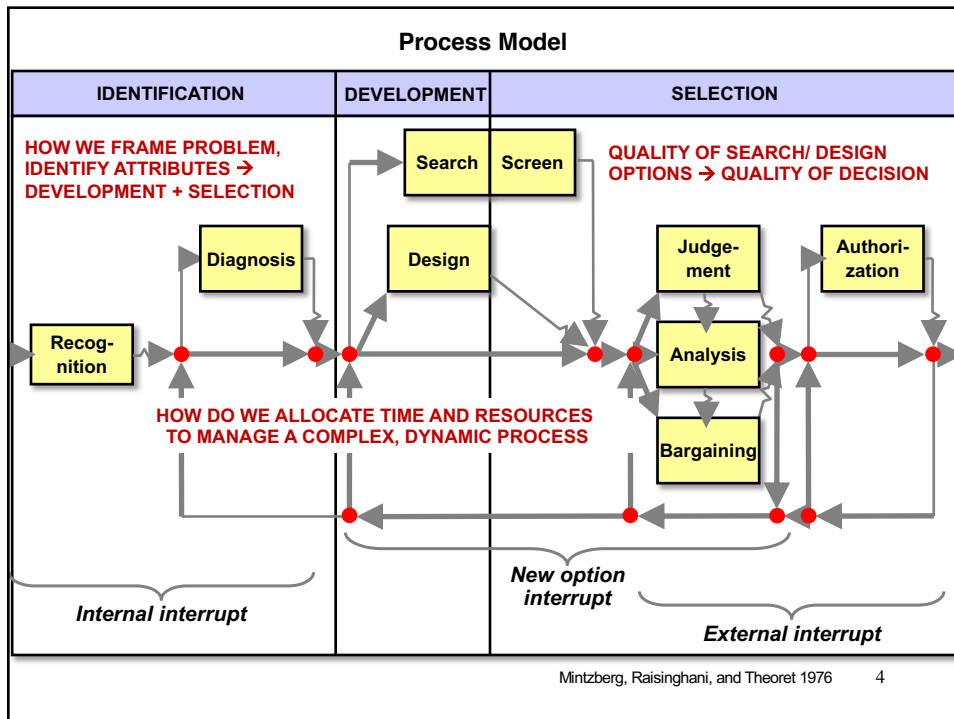 Process Model
IDENTIFICATION
DEVELOPMENT
SELECTION
HOW WE FRAME PROBLEM,
IDENTIFY ATTRIBUTES →
DEVELOPMENT + SELECTION
Search
Screen
QUALITY OF SEARCH/ DESIGN
OPTIONS → QUALITY OF DECISION
Diagnosis
Design
Judge-
ment
Authori-
zation
Recog-
nition
Analysis
HOW DO WE ALLOCATE TIME AND RESOURCES
TO MANAGE A COMPLEX, DYNAMIC PROCESS
Bargaining
Internal interrupt
New option
interrupt
External interrupt
Mintzberg, Raisinghani, and Theoret 1976 4